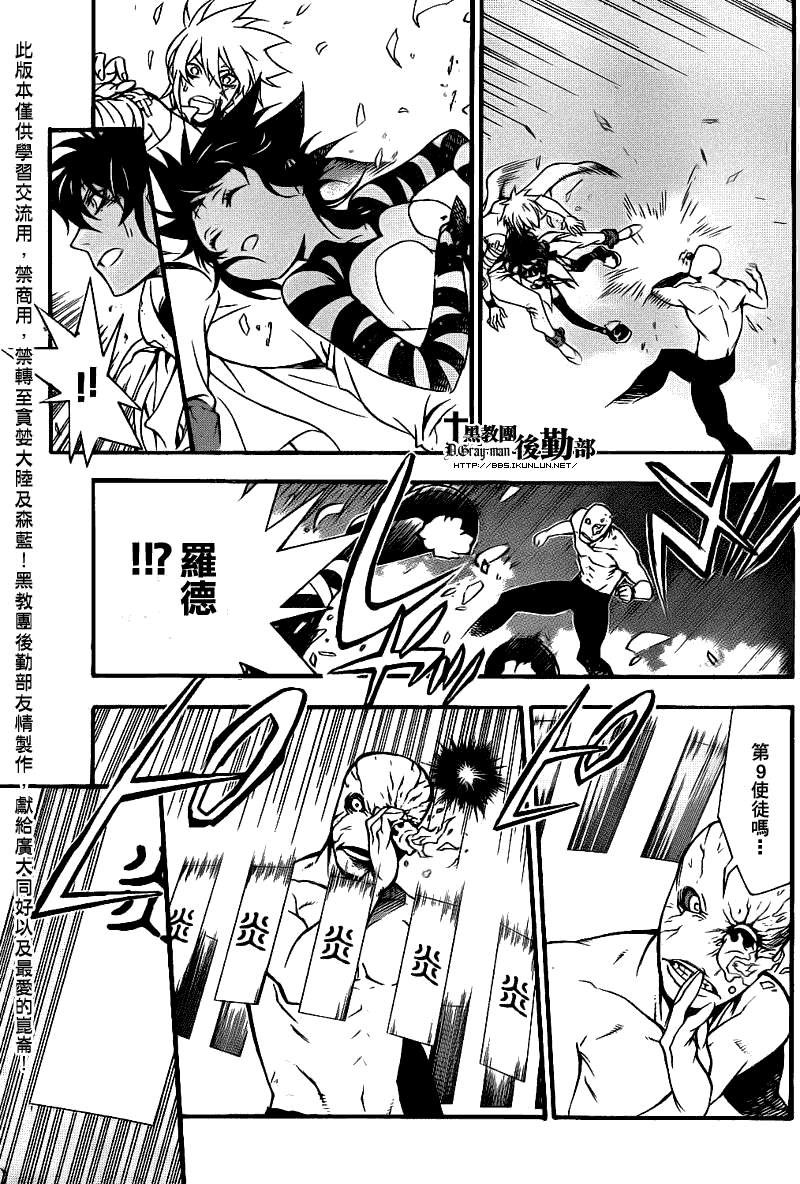 此版本僅供學習交流用，禁商用，禁轉至貪婪大陸及森藍！黑教團後勤部友情製作，獻給廣大同好以及最愛的崑崙！
!!
黑教團
D.Gray-man 後勤部
HTTP://BBS.IKUNLUN.NET/
羅德
!!?
第9使徒嗎…
ピピ
炎
炎
炎
炎
炎
炎